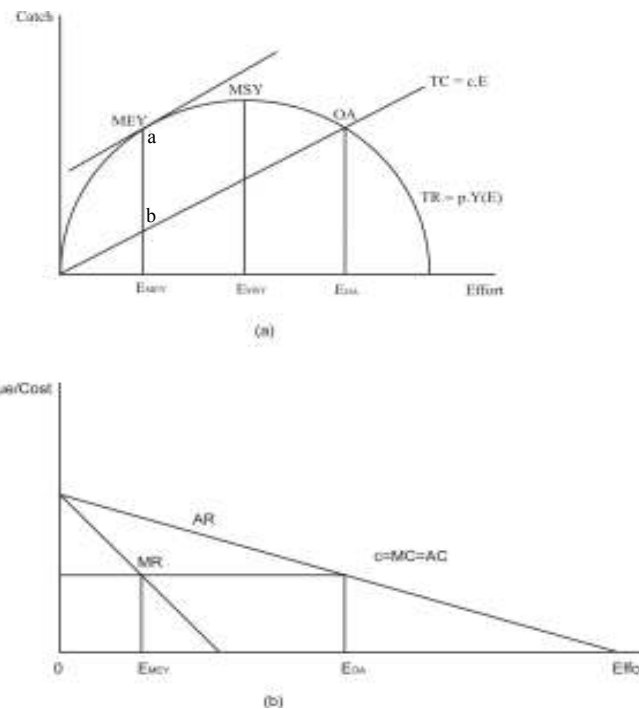 Catch
TC = c.E
MSY
MEY
OA
a
TR = p.Y(E)
b
EMEY
EMSY
EOA
Effort
(a)
ue/Cost
AR
c=MC=AC
MR
0
EMEY
EOA
Effo
(b)